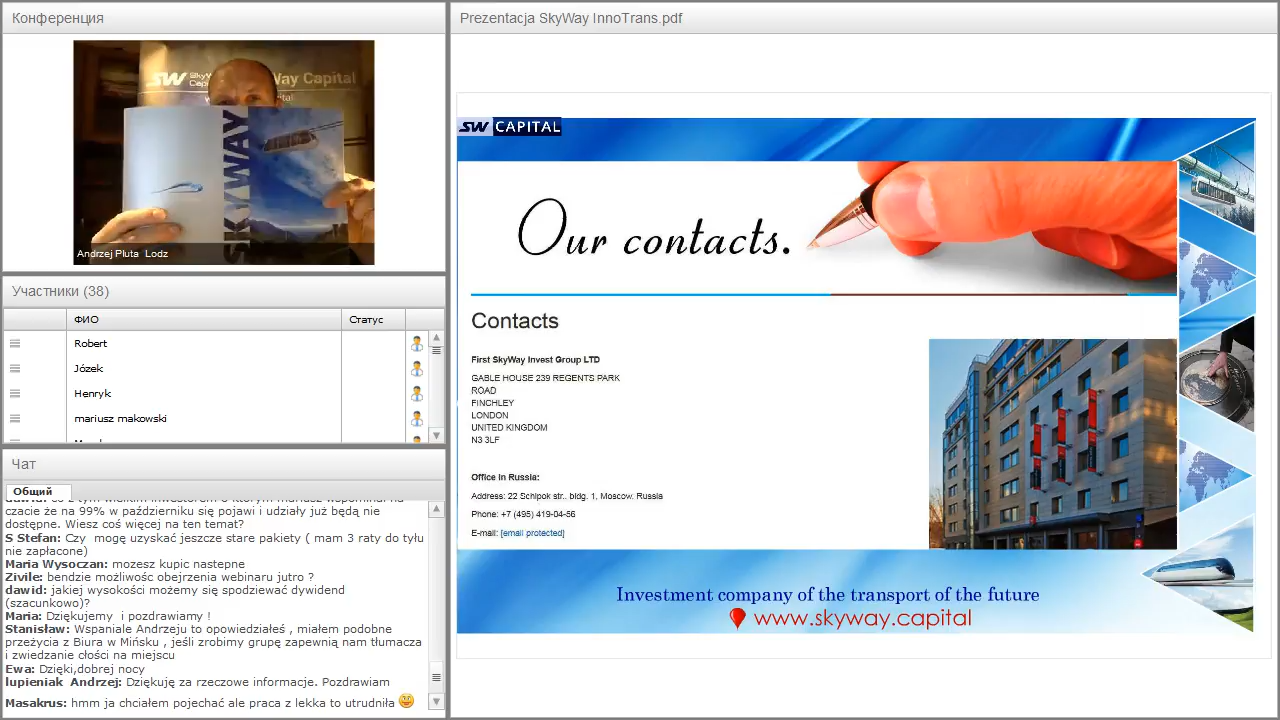 Конференция
SW SkyWay Capital
SKYWAY
Andrzej Pluta Lodz
Участники (38)
ФИО Статус
Robert
Józek
Henryk
mariusz makowski
Чат
Общий
czacie że na 99% w październiku się pojawi i udziały już będą nie
dostępne. Wiesz coś więcej na ten temat?
S Stefan: Czy mogę uzyskać jeszcze stare pakiety ( mam 3 raty do tyłu
nie zapłacone)
Maria Wysoczan: mozesz kupic nastepne
Zivile: bendzie możliwośc obejrzenia webinaru jutro ?
dawid: jakiej wysokości możemy się spodziewać dywidend
(szacunkowo)?
Maria: Dziękujemy i pozdrawiamy !
Stanisław: Wspaniale Andrzeju to opowiedziałeś , miałem podobne
przeżycia z Biura w Mińsku , jeśli zrobimy grupę zapewnią nam tłumacza
i zwiedzanie cłości na miejscu
Ewa: Dzięki,dobrej nocy
lupieniak Andrzej: Dziękuję za rzeczowe informacje. Pozdrawiam
Masakrus: hmm ja chciałem pojechać ale praca z lekka to utrudniła
Prezentacja SkyWay InnoTrans.pdf
SW CAPITAL
Our contacts.
Contacts
First SkyWay Invest Group LTD
GABLE HOUSE 239 REGENTS PARK
ROAD
FINCHLEY
LONDON
UNITED KINGDOM
N3 3LF
Office in Russia:
Address: 22 Schipok str.. bldg. 1, Moscow. Russia
Phone: +7 (495) 419-04-56
E-mail: [email protected]
Investment company of the transport of the future
www.skyway.capital